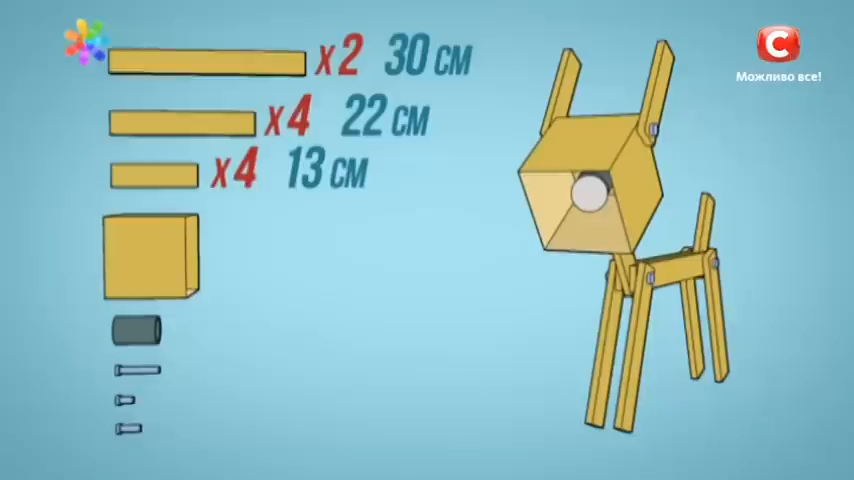 x2 30 СМ
x4 22 СМ
x4 13 СМ
С
Можливо все!